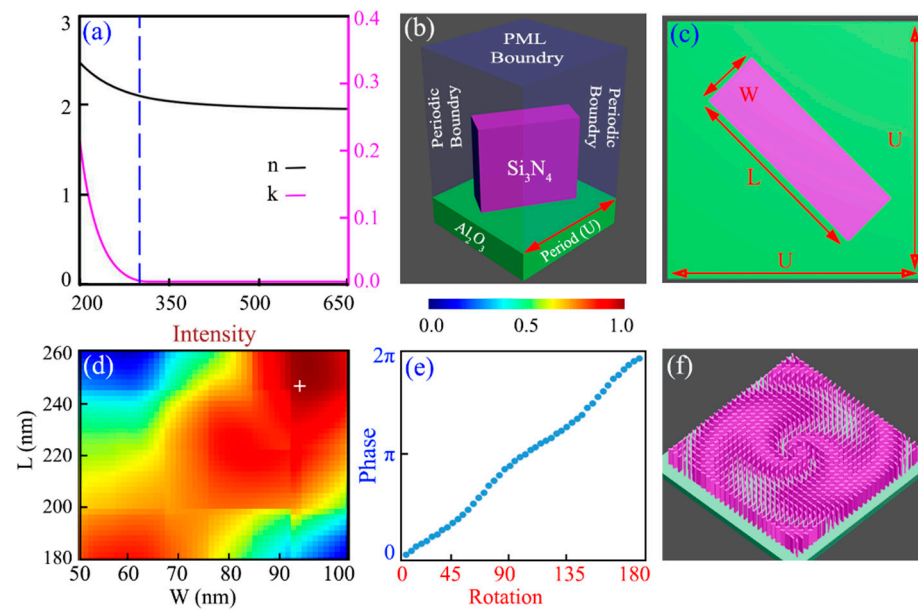 (a)
3
2
1
0
n
k
0.4
0.3
0.2
0.1
0.0
200
350
500
650
(b)
PML
Boundry
Periodic
Boundry
Periodic
Boundry
Si₃N₄
Al₂O₃
Period (U)
(c)
W
L
U
U
Intensity
0.0
0.5
1.0
(d)
260
240
220
200
180
L (nm)
50
60
70
80
90
100
W (nm)
(e)
2π
π
0
Phase
0
45
90
135
180
Rotation
(f)